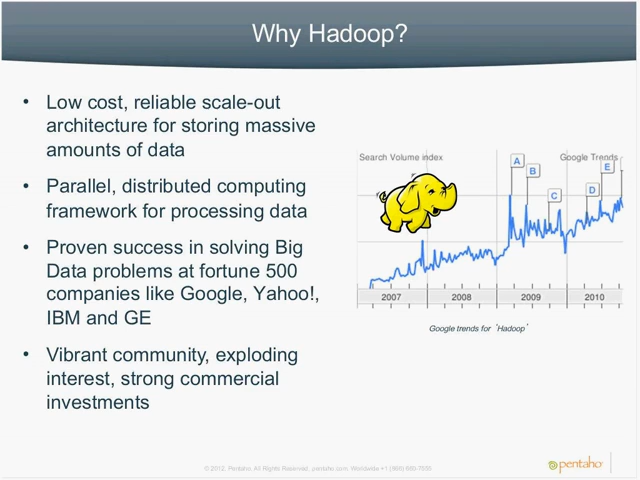 Why Hadoop?
• Low cost, reliable scale-out
architecture for storing massive
amounts of data
• Parallel, distributed computing
framework for processing data
• Proven success in solving Big
Data problems at fortune 500
companies like Google, Yahoo!,
IBM and GE
• Vibrant community, exploding
interest, strong commercial
investments
Search Volume index
Google Trends
A
B
C
D
E
2007 2008 2009 2010
Google trends for 'Hadoop'
© 2012, Pentaho. All Rights Reserved. pentaho.com. Worldwide +1
pentaho